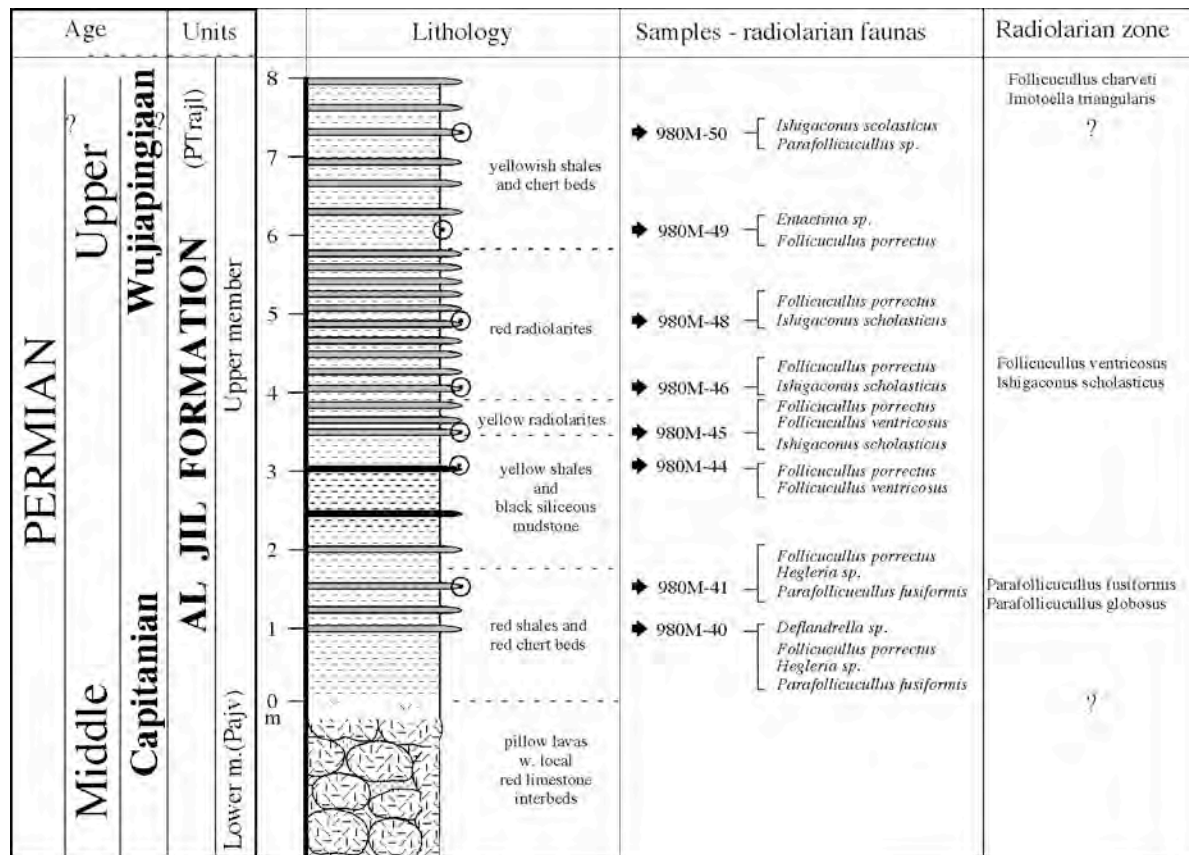 Age
Units
Lithology
Samples - radiolarian faunas
Radiolarian zone
PERMIAN
?
Upper
Middle
?
Wujiapingiaan
Capitanian
AL JIL FORMATION
(PTrajl)
Upper member
Lower m.(Pajv)
8
7
6
5
4
3
2
1
0
m
yellowish shales
and chert beds
red radiolarites
yellow radiolarites
yellow shales
and
black siliceous
mudstone
red shales and
red chert beds
pillow lavas
w. local
red limestone
interbeds
980M-50
Ishigaconus scolasticus
Parafollicucullus sp.
980M-49
Entactinia sp.
Follicucullus porrectus
980M-48
Follicucullus porrectus
Ishigaconus scholasticus
980M-46
Follicucullus porrectus
Ishigaconus scholasticus
980M-45
Follicucullus porrectus
Follicucullus ventricosus
Ishigaconus scholasticus
980M-44
Follicucullus porrectus
Follicucullus ventricosus
980M-41
Follicucullus porrectus
Hegleria sp.
Parafollicucullus fusiformis
980M-40
Deflandrella sp.
Follicucullus porrectus
Hegleria sp.
Parafollicucullus fusiformis
Follicucullus charveti
Imotoella triangularis
?
Follicucullus ventricosus
Ishigaconus scholasticus
Parafollicucullus fusiformis
Parafollicucullus globosus
?